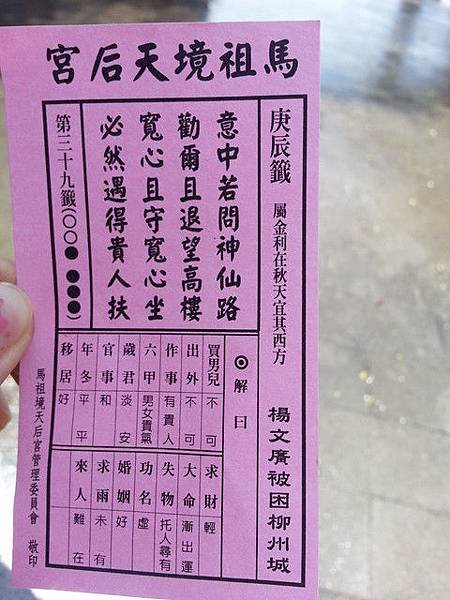 馬祖境天后宮
庚辰籤 屬金利在秋天宜其西方
楊文廣被困柳州城
意中若問神仙路
勸爾且退望高樓
寬心且守寬心坐
必然遇得貴人扶
第三十九籤(○○● ●●●)
◎解曰
買男兒 不可
出外 不可
作事 有貴人
六甲 男女貴氣
歲君 淡安
官事 和
年冬 平平
移居 好
求財 輕
大命 漸出運
失物 托人尋有
功名 虛
婚姻 好
求雨 未有
來人 難在
馬祖境天后宮管理委員會 敬印